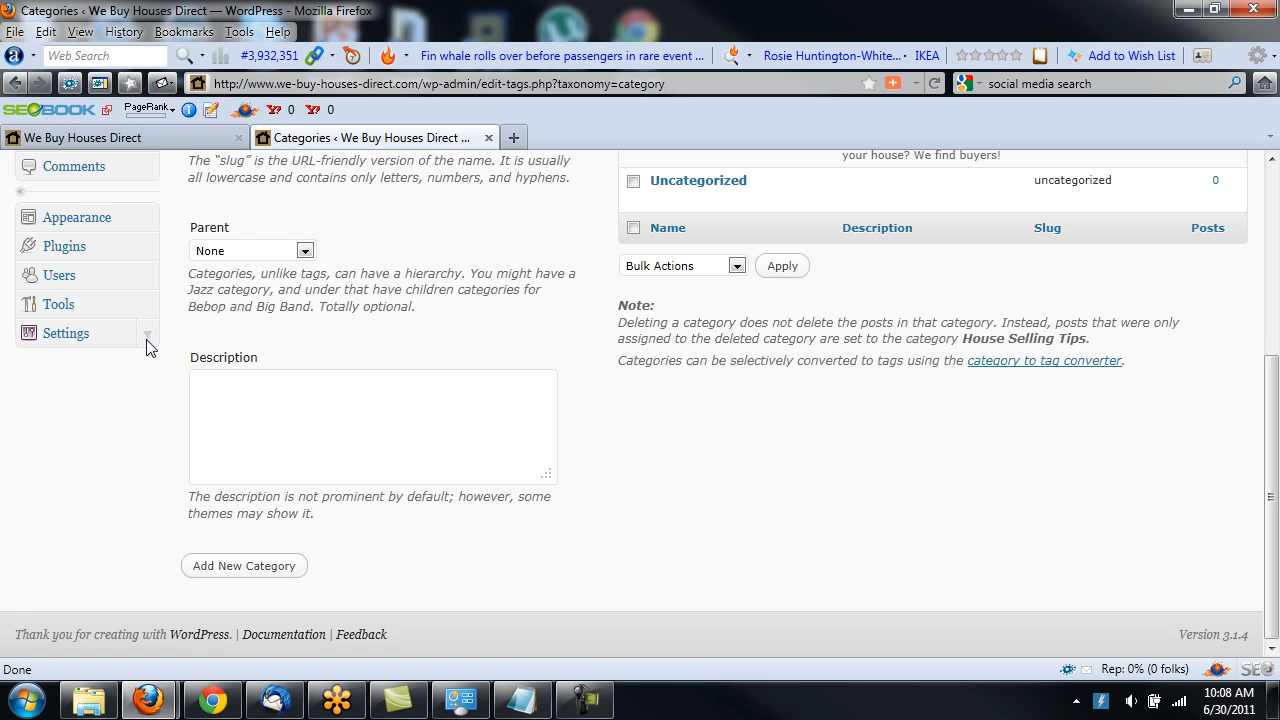 Categories ‹ We Buy Houses Direct — WordPress - Mozilla Firefox
File Edit View History Bookmarks Tools Help
a Web Search #3,932,351 Fin whale rolls over before passengers in rare event ... Rosie Huntington-White... IKEA Add to Wish List
http://www.we-buy-houses-direct.com/wp-admin/edit-tags.php?taxonomy=category social media search
SEOBOOK PageRank 0 0
We Buy Houses Direct Categories ‹ We Buy Houses Direct ...
Comments
Appearance
Plugins
Users
Tools
Settings
The “slug” is the URL-friendly version of the name. It is usually
all lowercase and contains only letters, numbers, and hyphens.
Parent
None
Categories, unlike tags, can have a hierarchy. You might have a
Jazz category, and under that have children categories for
Bebop and Big Band. Totally optional.
Description
The description is not prominent by default; however, some
themes may show it.
Add New Category
your house? We find buyers!
Uncategorized uncategorized 0
Name Description Slug Posts
Bulk Actions Apply
Note:
Deleting a category does not delete the posts in that category. Instead, posts that were only
assigned to the deleted category are set to the category House Selling Tips.
Categories can be selectively converted to tags using the category to tag converter.
Thank you for creating with WordPress. | Documentation | Feedback Version 3.1.4
Done Rep: 0% (0 folks) SEO
10:08 AM
6/30/2011